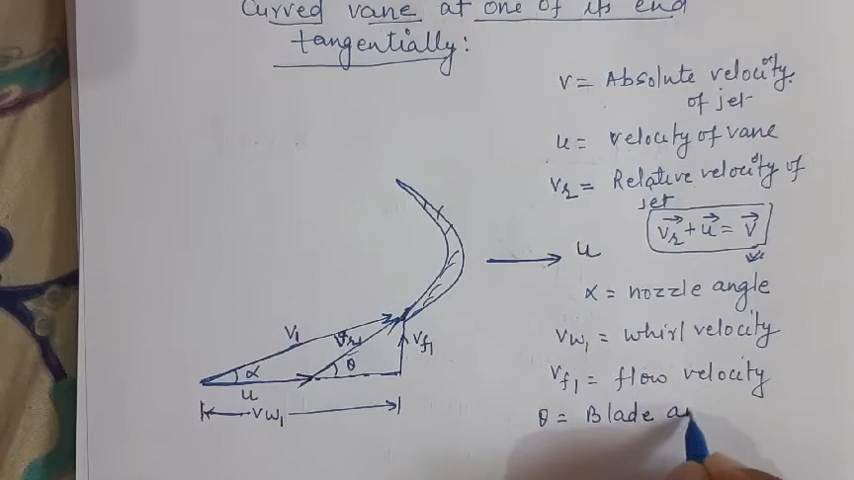 Curved vane at one of its end
tangentially:
V = Absolute velocity
of jet
u = velocity of vane
Vr = Relative velocity of
jet
Vr + u = V
u
α = nozzle angle
Vw1 = whirl velocity
Vf1 = flow velocity
θ = Blade a
V1
Vr1
Vf1
α
θ
u
Vw1